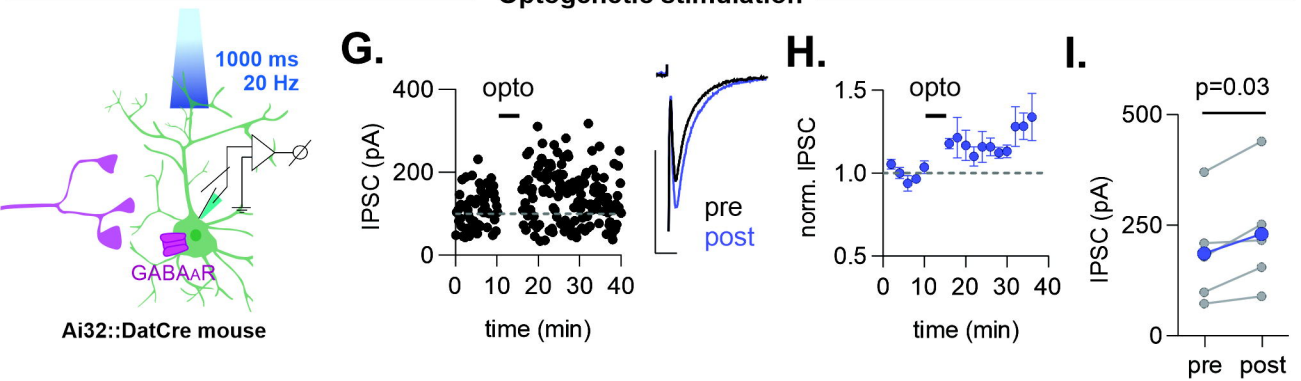 Optogenetic stimulation
1000 ms
20 Hz
GABAAR
Ai32::DatCre mouse
G.
opto
400
200
0
IPSC (pA)
0 10 20 30 40
time (min)
pre
post
H.
opto
1.5
1.0
0.5
norm. IPSC
0 10 20 30 40
time (min)
I.
p=0.03
500
250
0
IPSC (pA)
pre post